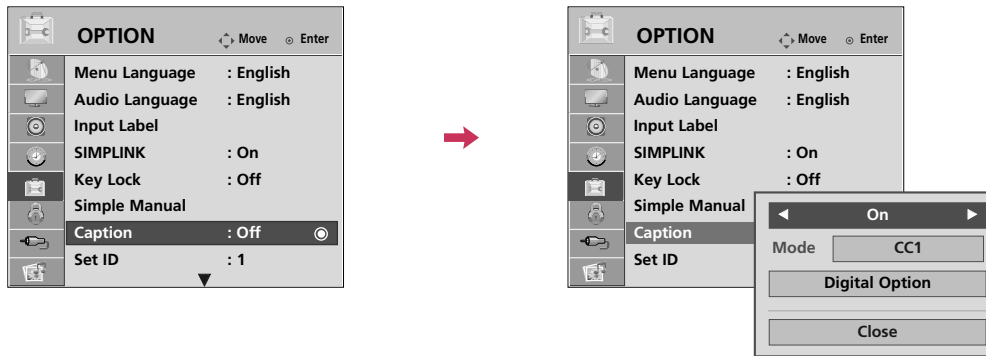 OPTION Move Enter
Menu Language : English
Audio Language : English
Input Label
SIMPLINK : On
Key Lock : Off
Simple Manual
Caption : Off
Set ID : 1
OPTION Move Enter
Menu Language : English
Audio Language : English
Input Label
SIMPLINK : On
Key Lock : Off
Simple Manual
Caption
Set ID
On
Mode CC1
Digital Option
Close